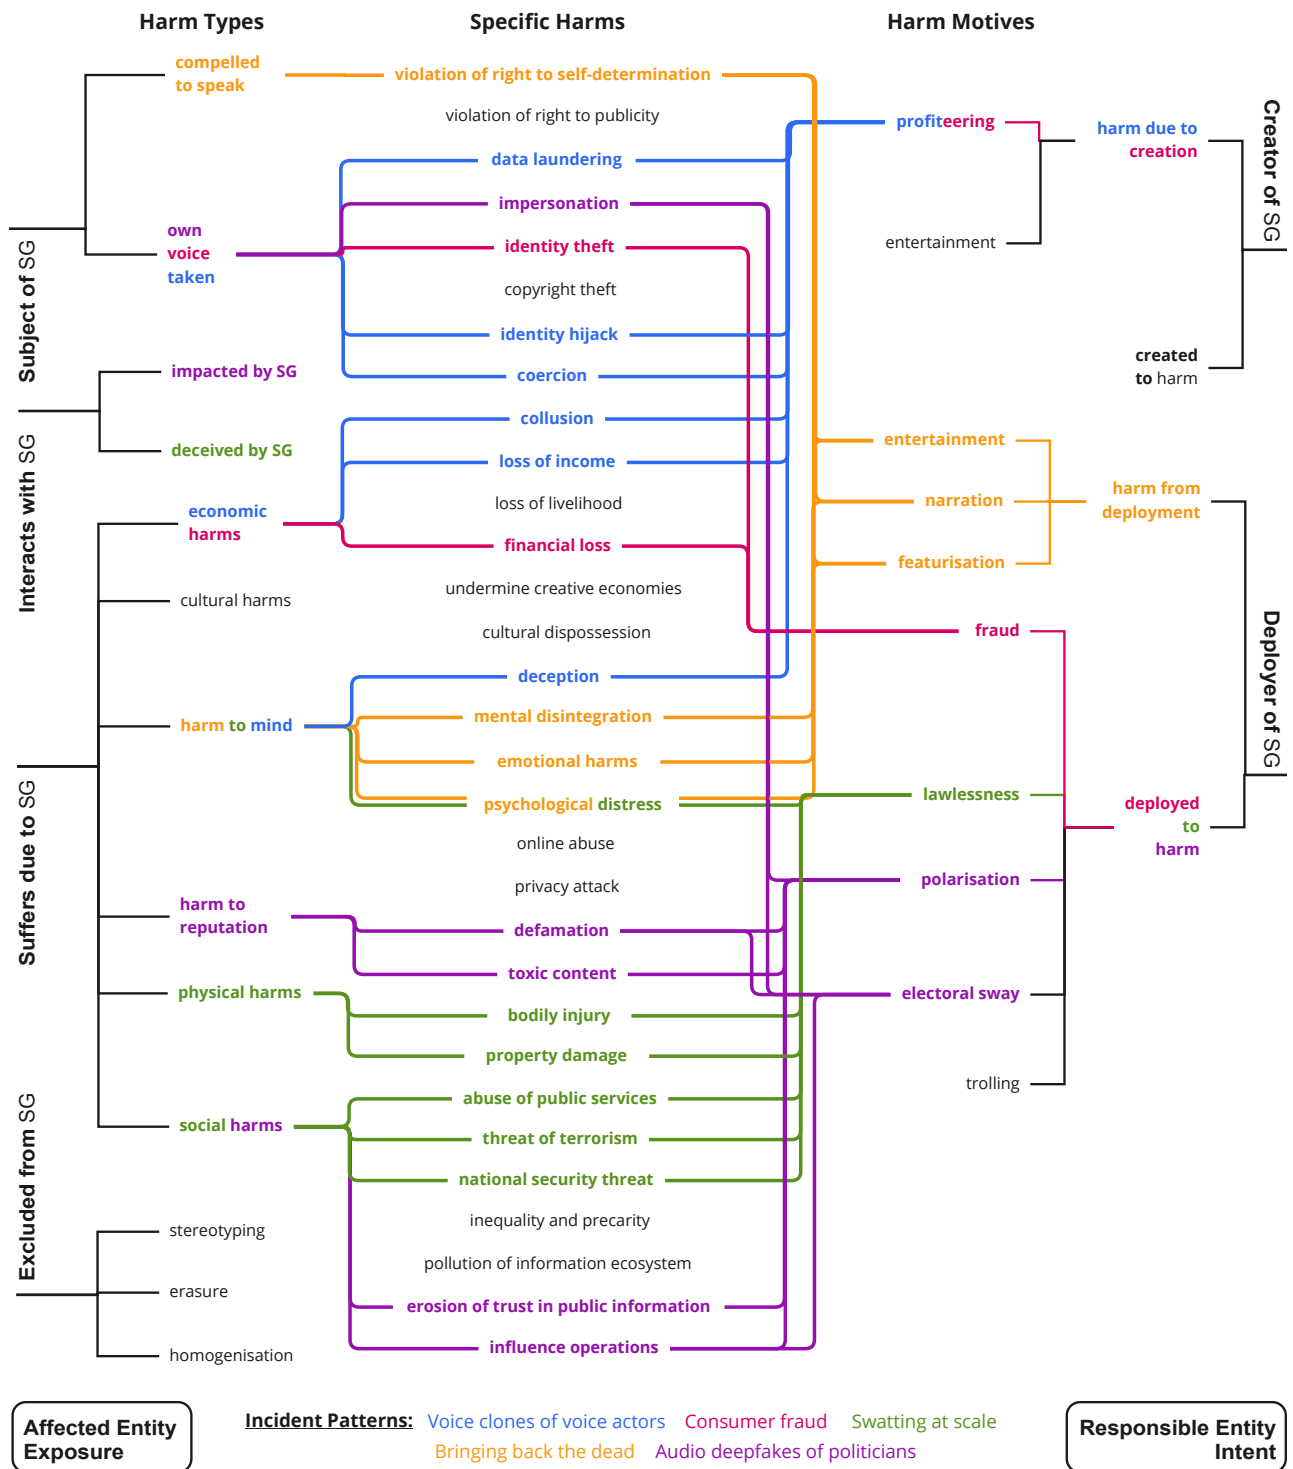 Harm Types
Specific Harms
Harm Motives
Subject of SG
Interacts with SG
Suffers due to SG
Excluded from SG
compelled
to speak
own
voice
taken
impacted by SG
deceived by SG
economic
harms
cultural harms
harm to mind
harm to
reputation
physical harms
social harms
stereotyping
erasure
homogenisation
violation of right to self-determination
violation of right to publicity
data laundering
impersonation
identity theft
copyright theft
identity hijack
coercion
collusion
loss of income
loss of livelihood
financial loss
undermine creative economies
cultural dispossession
deception
mental disintegration
emotional harms
psychological distress
online abuse
privacy attack
defamation
toxic content
bodily injury
property damage
abuse of public services
threat of terrorism
national security threat
inequality and precarity
pollution of information ecosystem
erosion of trust in public information
influence operations
profiteering
entertainment
entertainment
narration
featurisation
fraud
lawlessness
polarisation
electoral sway
trolling
harm due to
creation
created
to harm
harm from
deployment
deployed
to
harm
Creator of SG
Deployer of SG
Affected Entity
Exposure
Incident Patterns: Voice clones of voice actors Consumer fraud Swatting at scale
Bringing back the dead Audio deepfakes of politicians
Responsible Entity
Intent